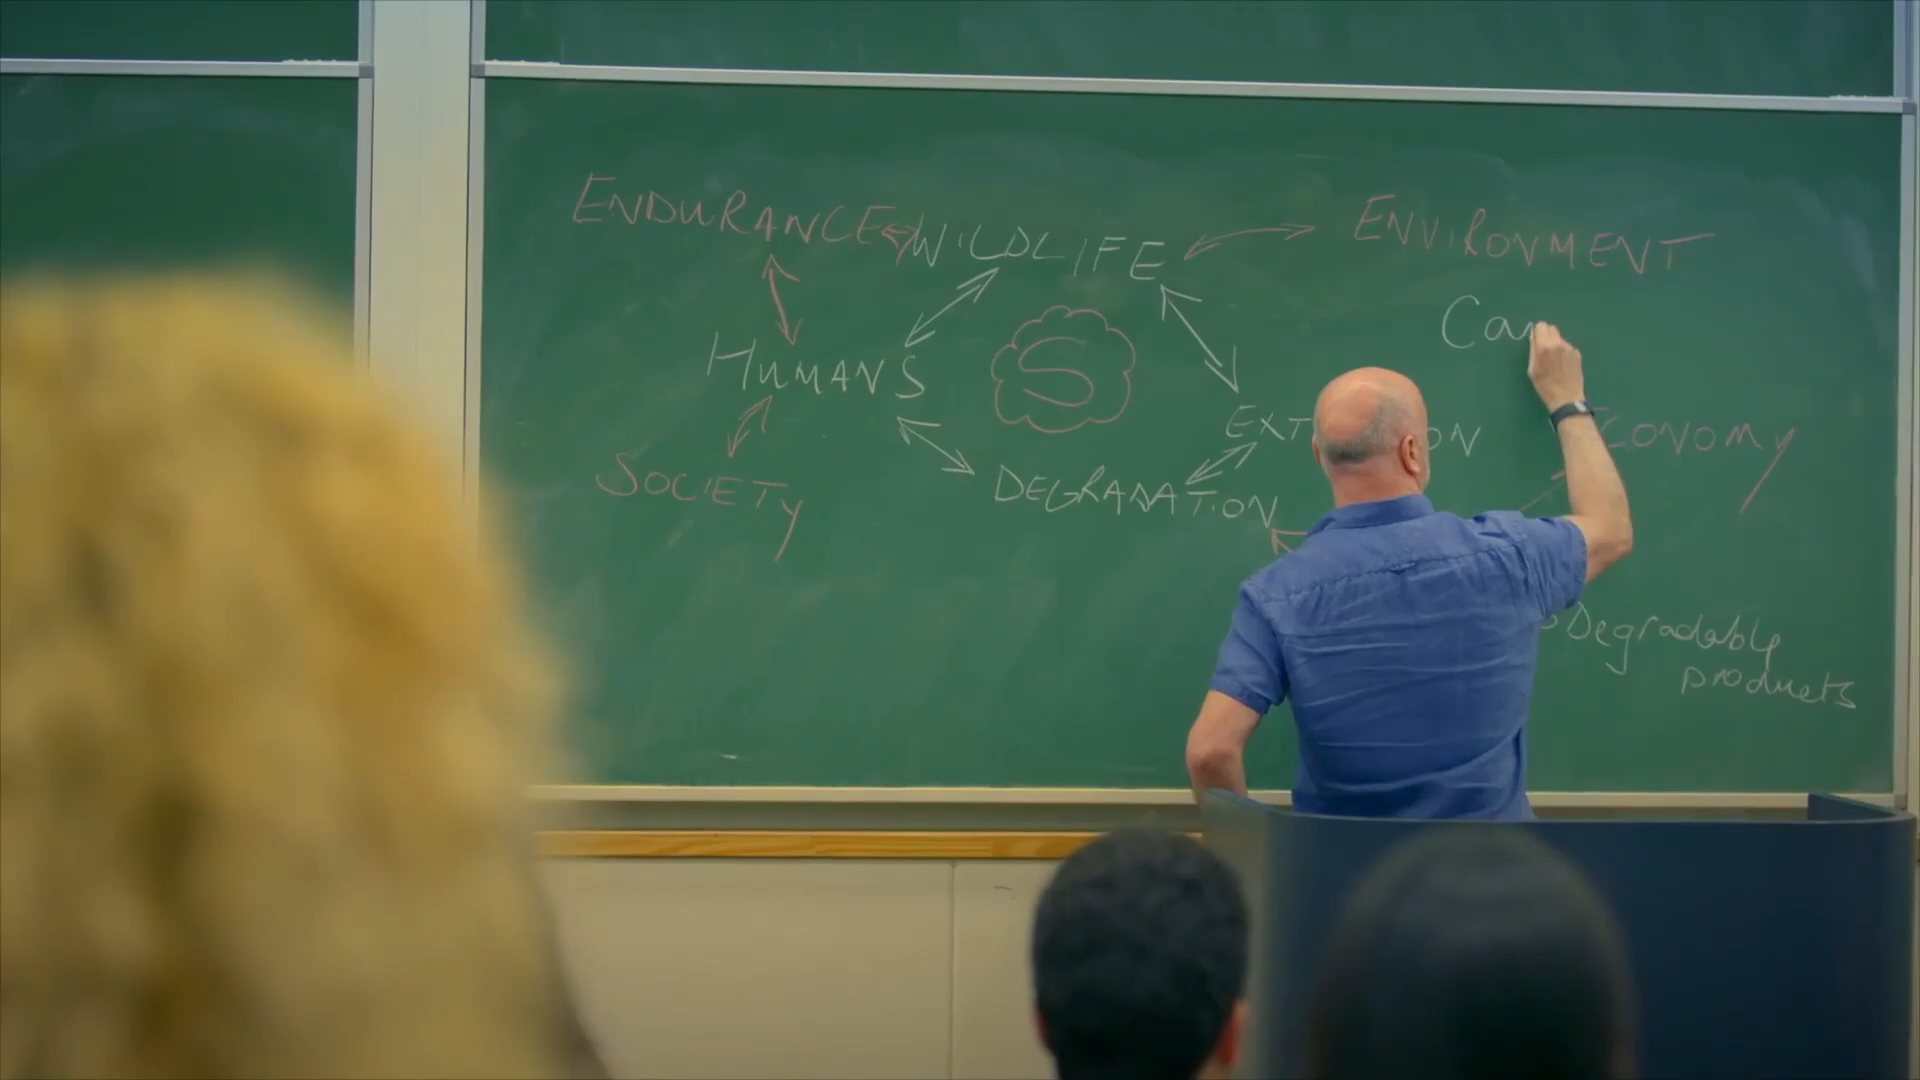 ENDURANCE WILDLIFE ENVIRONMENT
Ca
HUMANS S
EXT ON CONOMY
SOCIETY DEGRADATION
Degradable
products